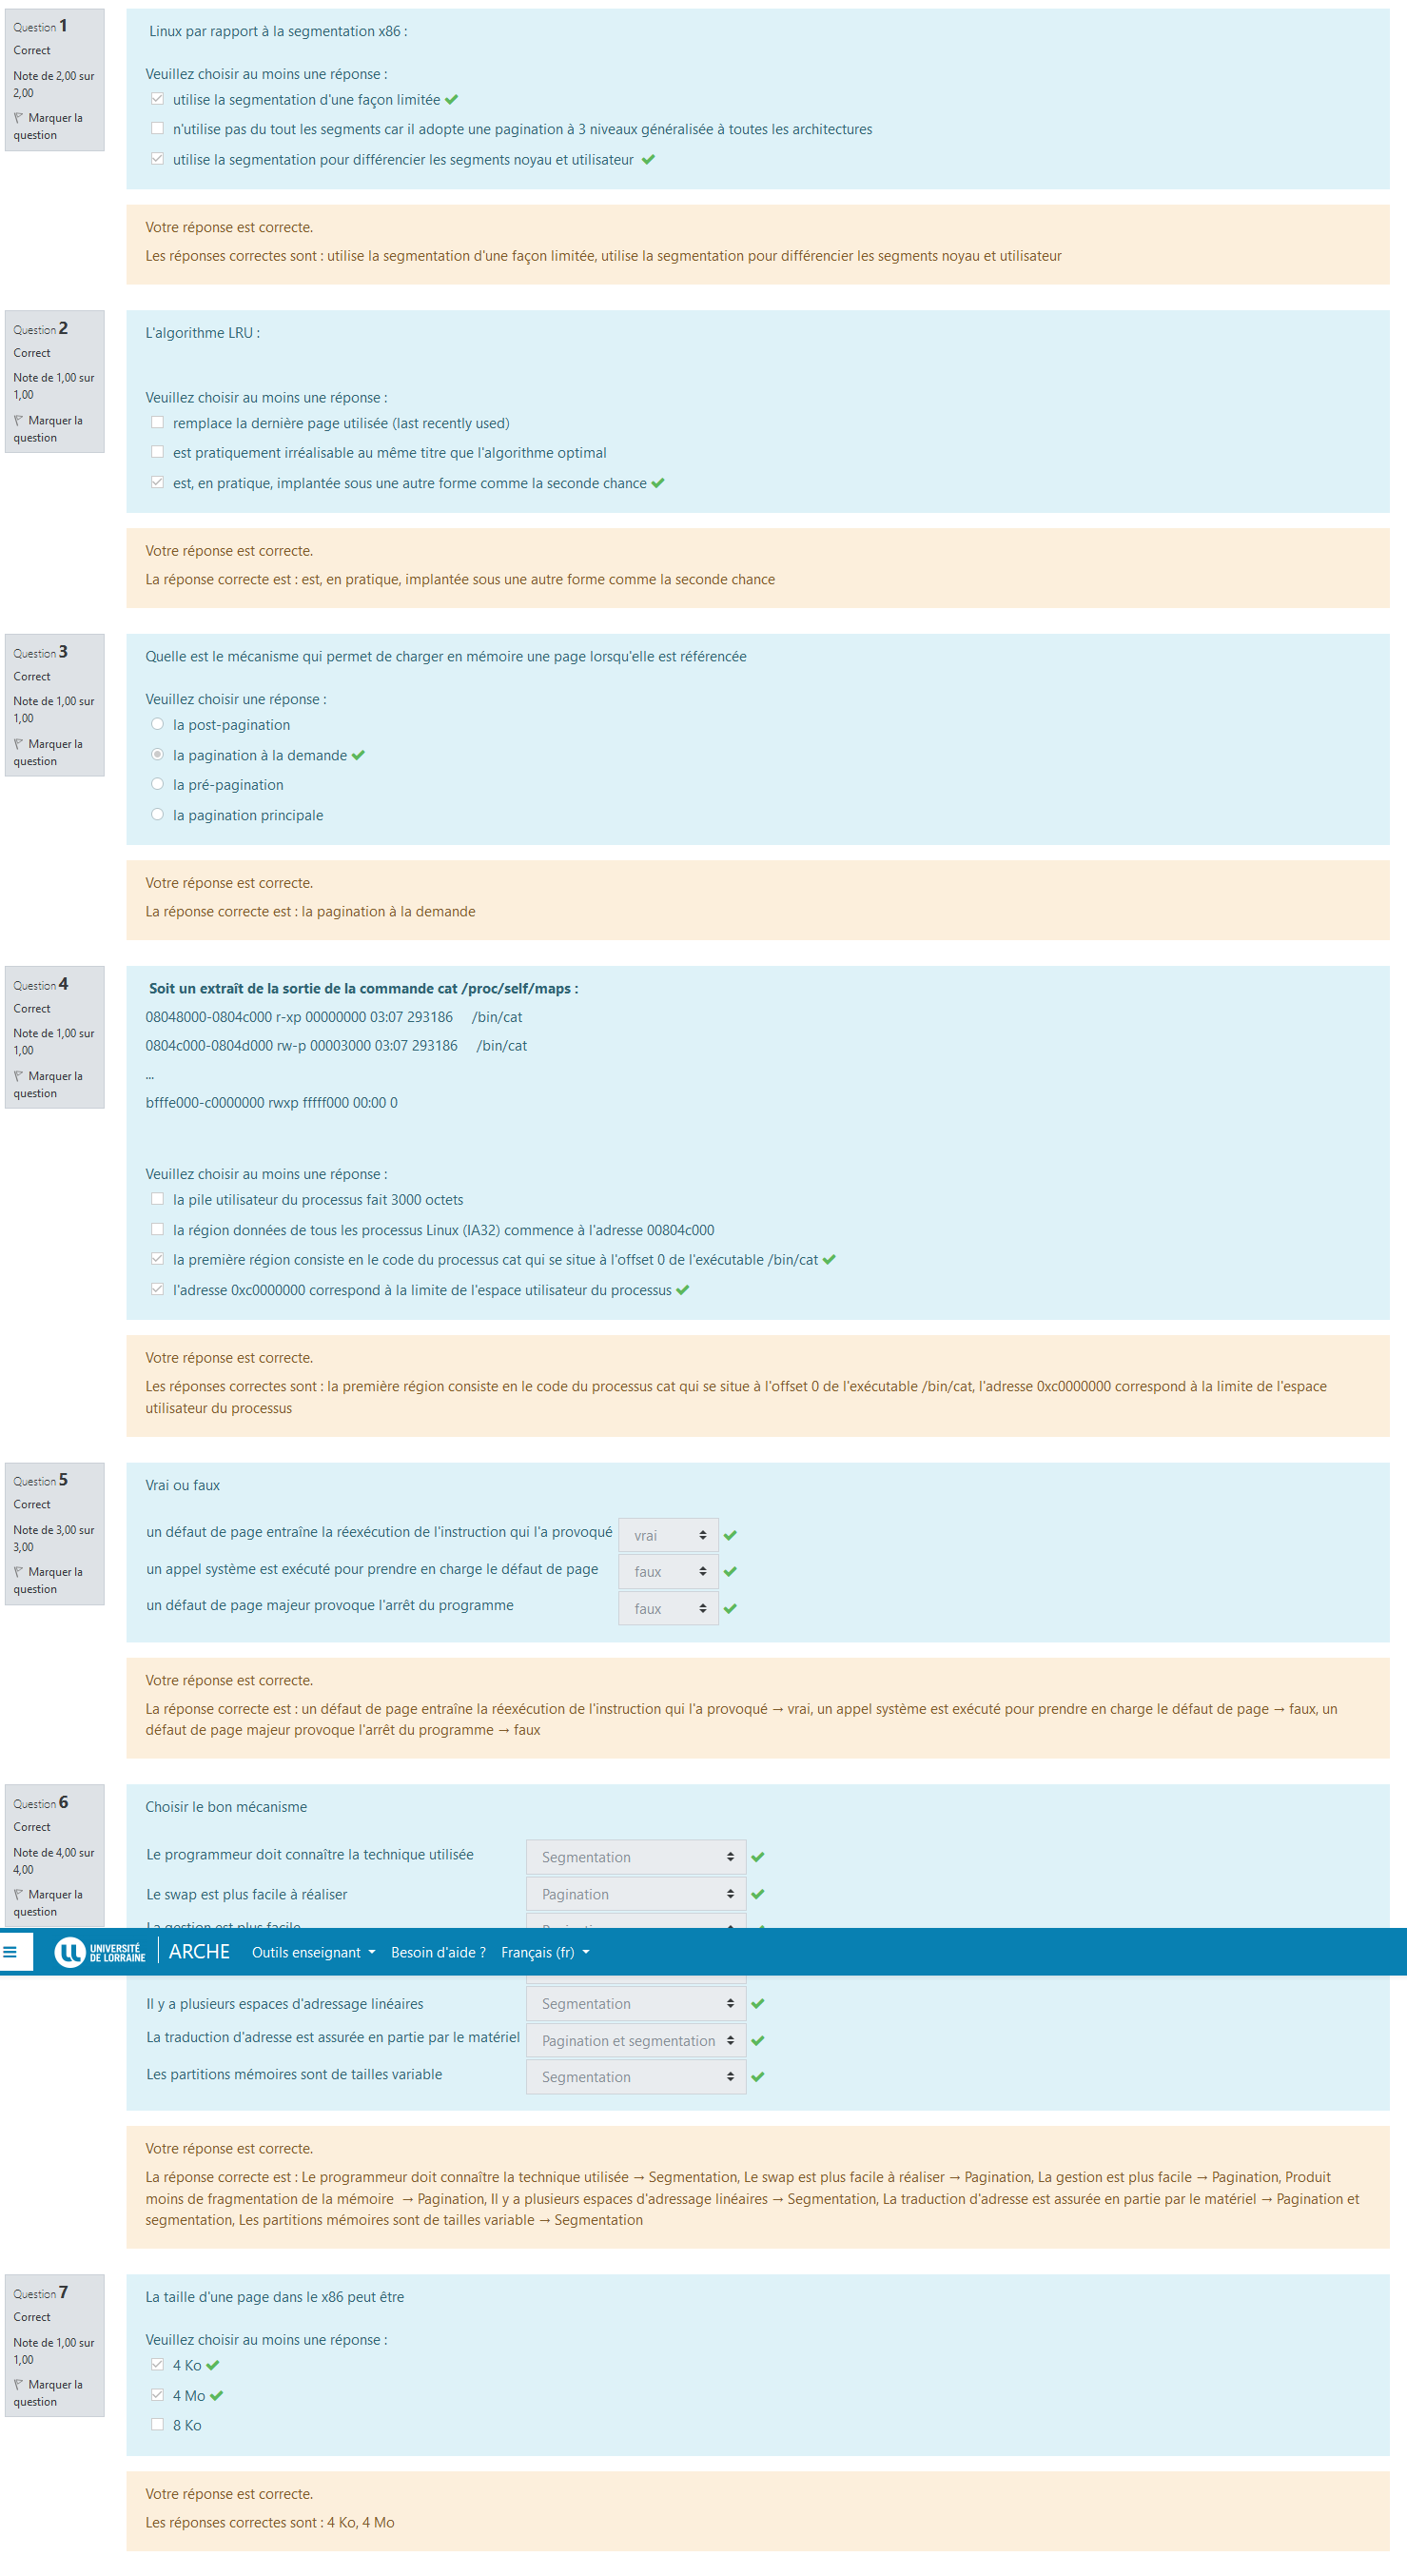 Question 1
Correct
Note de 2,00 sur
2,00
Marquer la
question
Linux par rapport à la segmentation x86 :
Veuillez choisir au moins une réponse :
utilise la segmentation d'une façon limitée
n'utilise pas du tout les segments car il adopte une pagination à 3 niveaux généralisée à toutes les architectures
utilise la segmentation pour différencier les segments noyau et utilisateur
Votre réponse est correcte.
Les réponses correctes sont : utilise la segmentation d'une façon limitée, utilise la segmentation pour différencier les segments noyau et utilisateur
Question 2
Correct
Note de 1,00 sur
1,00
Marquer la
question
L'algorithme LRU :
Veuillez choisir au moins une réponse :
remplace la dernière page utilisée (last recently used)
est pratiquement irréalisable au même titre que l'algorithme optimal
est, en pratique, implantée sous une autre forme comme la seconde chance
Votre réponse est correcte.
La réponse correcte est : est, en pratique, implantée sous une autre forme comme la seconde chance
Question 3
Correct
Note de 1,00 sur
1,00
Marquer la
question
Quelle est le mécanisme qui permet de charger en mémoire une page lorsqu'elle est référencée
Veuillez choisir une réponse :
la post-pagination
la pagination à la demande
la pré-pagination
la pagination principale
Votre réponse est correcte.
La réponse correcte est : la pagination à la demande
Question 4
Correct
Note de 1,00 sur
1,00
Marquer la
question
Soit un extraît de la sortie de la commande cat /proc/self/maps :
08048000-0804c000 r-xp 00000000 03:07 293186 /bin/cat
0804c000-0804d000 rw-p 00003000 03:07 293186 /bin/cat
...
bfffe000-c0000000 rwxp fffff000 00:00 0
Veuillez choisir au moins une réponse :
la pile utilisateur du processus fait 3000 octets
la région données de tous les processus Linux (IA32) commence à l'adresse 00804c000
la première région consiste en le code du processus cat qui se situe à l'offset 0 de l'exécutable /bin/cat
l'adresse 0xc0000000 correspond à la limite de l'espace utilisateur du processus
Votre réponse est correcte.
Les réponses correctes sont : la première région consiste en le code du processus cat qui se situe à l'offset 0 de l'exécutable /bin/cat, l'adresse 0xc0000000 correspond à la limite de l'espace
utilisateur du processus
Question 5
Correct
Note de 3,00 sur
3,00
Marquer la
question
Vrai ou faux
un défaut de page entraîne la réexécution de l'instruction qui l'a provoqué vrai
un appel système est exécuté pour prendre en charge le défaut de page faux
un défaut de page majeur provoque l'arrêt du programme faux
Votre réponse est correcte.
La réponse correcte est : un défaut de page entraîne la réexécution de l'instruction qui l'a provoqué → vrai, un appel système est exécuté pour prendre en charge le défaut de page → faux, un
défaut de page majeur provoque l'arrêt du programme → faux
Question 6
Correct
Note de 4,00 sur
4,00
Marquer la
question
Choisir le bon mécanisme
Le programmeur doit connaître la technique utilisée Segmentation
Le swap est plus facile à réaliser Pagination
La gestion est plus facile Pagination
UNIVERSITÉ
DE LORRAINE
ARCHE Outils enseignant Besoin d'aide ? Français (fr)
Il y a plusieurs espaces d'adressage linéaires Segmentation
La traduction d'adresse est assurée en partie par le matériel Pagination et segmentation
Les partitions mémoires sont de tailles variable Segmentation
Votre réponse est correcte.
La réponse correcte est : Le programmeur doit connaître la technique utilisée → Segmentation, Le swap est plus facile à réaliser → Pagination, La gestion est plus facile → Pagination, Produit
moins de fragmentation de la mémoire → Pagination, Il y a plusieurs espaces d'adressage linéaires → Segmentation, La traduction d'adresse est assurée en partie par le matériel → Pagination et
segmentation, Les partitions mémoires sont de tailles variable → Segmentation
Question 7
Correct
Note de 1,00 sur
1,00
Marquer la
question
La taille d'une page dans le x86 peut être
Veuillez choisir au moins une réponse :
4 Ko
4 Mo
8 Ko
Votre réponse est correcte.
Les réponses correctes sont : 4 Ko, 4 Mo